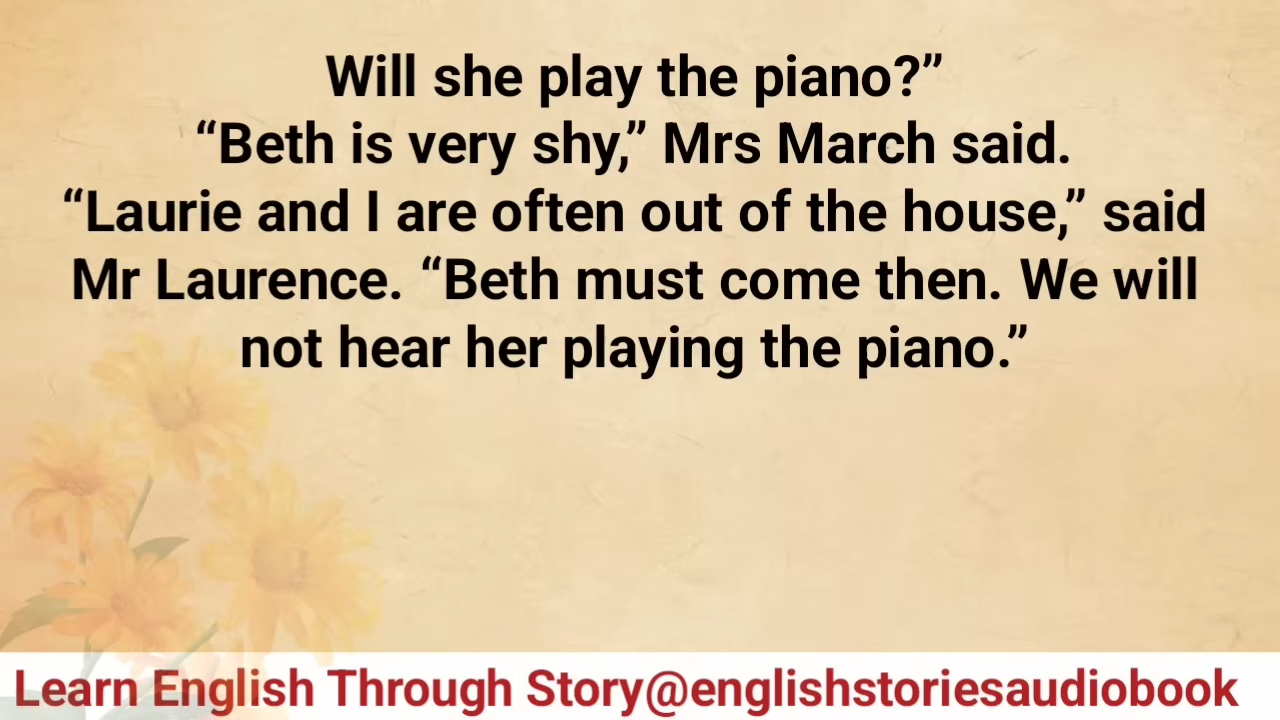 Will she play the piano?”
“Beth is very shy,” Mrs March said.
“Laurie and I are often out of the house,” said
Mr Laurence. “Beth must come then. We will
not hear her playing the piano.”
Learn English Through Story@englishstoriesaudiobook